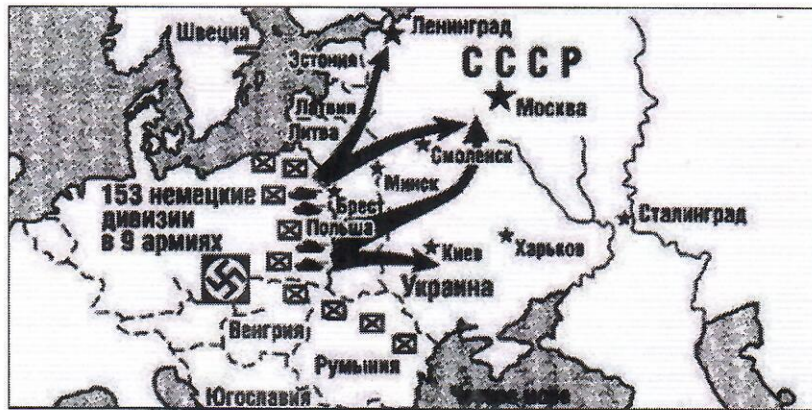 Швеция
Ленинград
Эстония
СССР
Латвия
Москва
Литва
Смоленск
Минск
153 немецкие
дивизии
в 9 армиях
Брест
Польша
Сталинград
Киев
Харьков
Украина
Венгрия
Румыния
Югославия